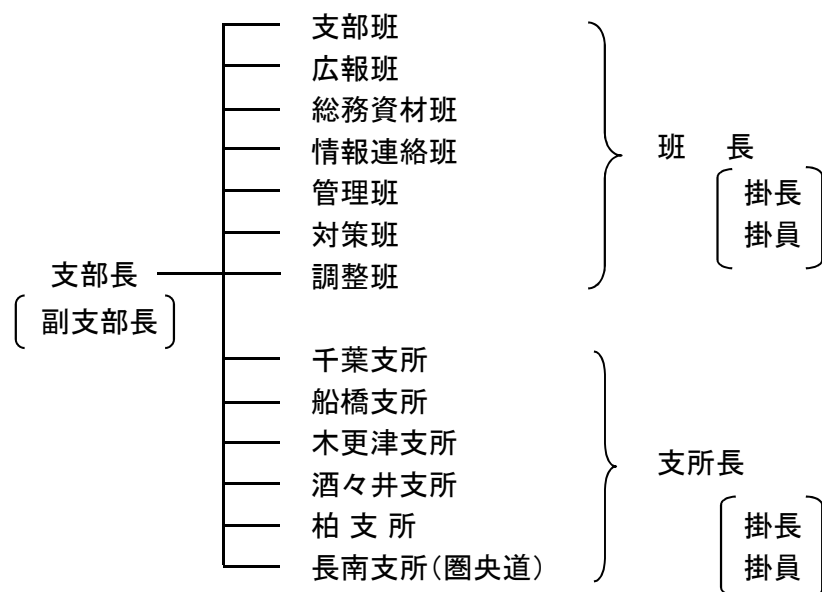 支部班
広報班
総務資材班
情報連絡班
班 長
管理班
掛長
対策班
掛員
支部長
調整班
副支部長
千葉支所
船橋支所
木更津支所
支所長
酒々井支所
柏 支 所
掛長
長南支所(圏央道)
掛員